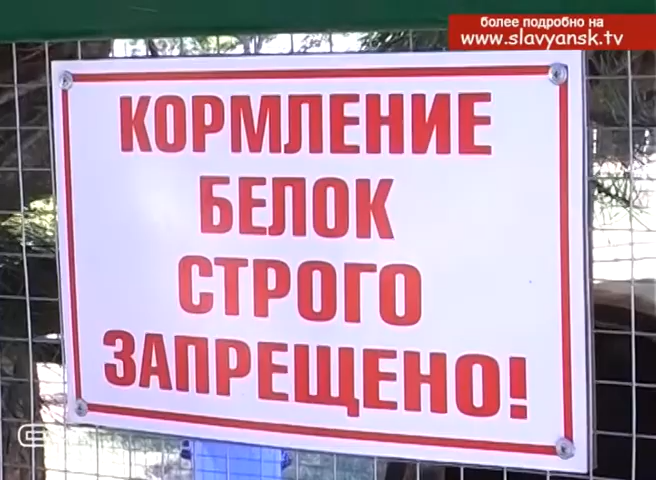 более подробно на
www.slavyansk.tv
КОРМЛЕНИЕ
БЕЛОК
СТРОГО
ЗАПРЕЩЕНО!